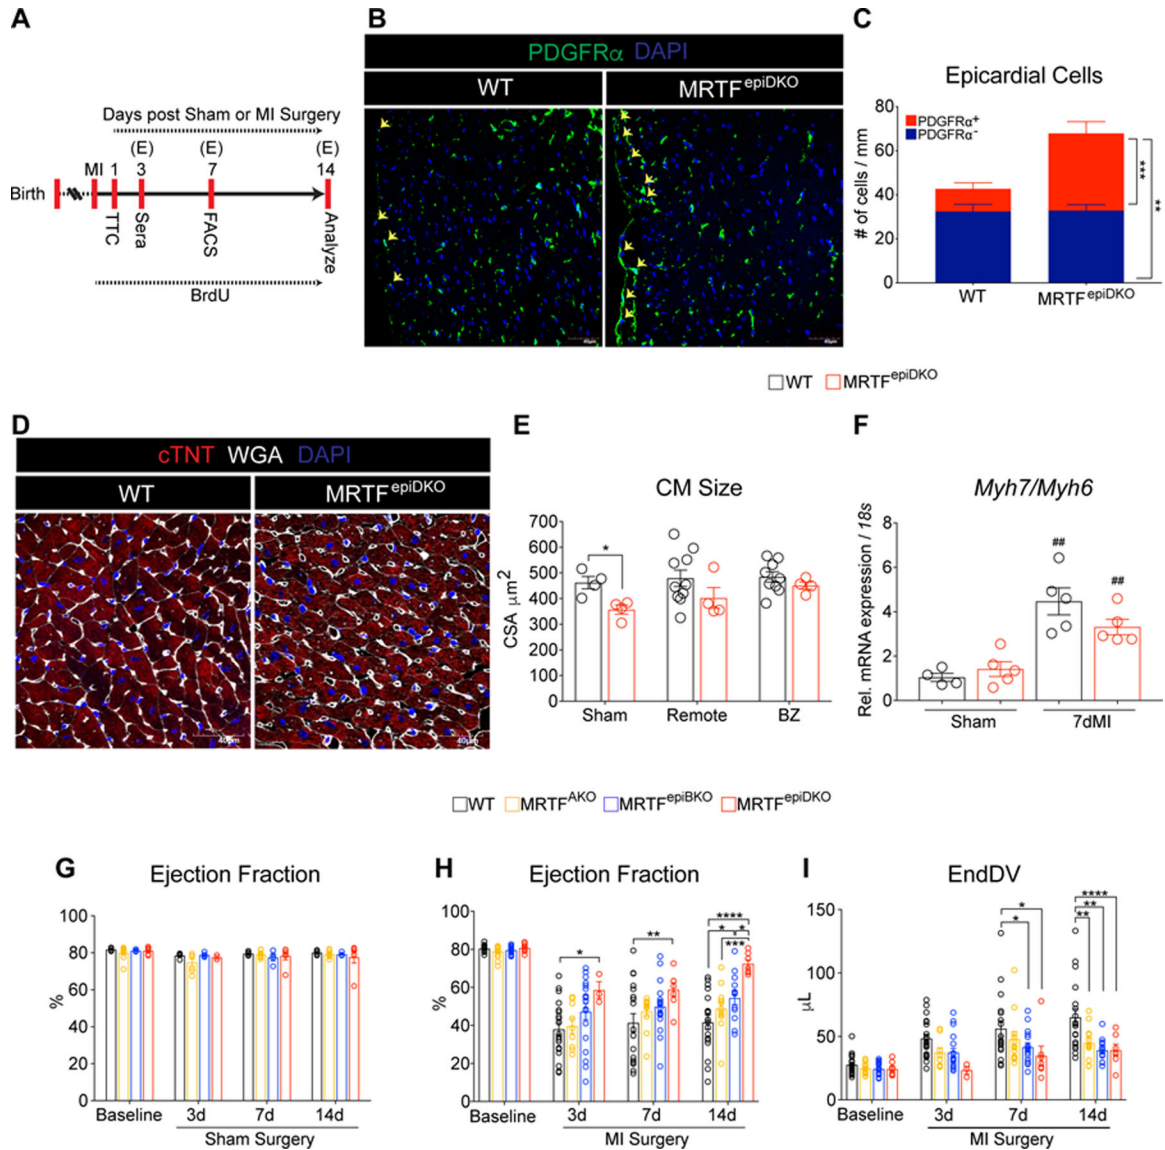 A
Days post Sham or MI Surgery
(E) (E) (E)
MI 1 3 7 14
Birth
TTC
Sera
FACS
Analyze
BrdU
B
PDGFRα DAPI
WT MRTFepiDKO
40μm
C
Epicardial Cells
PDGFRα+
PDGFRα-
# of cells / mm
80
60
40
20
0
***
**
WT MRTFepiDKO
WT MRTFepiDKO
D
cTNT WGA DAPI
WT MRTFepiDKO
40μm 40μm
E
CM Size
CSA μm2
700
600
500
400
300
200
100
0
*
Sham Remote BZ
F
Myh7/Myh6
Rel. mRNA expression / 18s
8
6
4
2
0
## ##
Sham 7dMI
WT MRTFAKO MRTFepiBKO MRTFepiDKO
G
Ejection Fraction
%
100
80
60
40
20
0
Baseline 3d 7d 14d
Sham Surgery
H
Ejection Fraction
%
100
80
60
40
20
0
*
**
****
* * *
***
Baseline 3d 7d 14d
MI Surgery
I
EndDV
μL
150
100
50
0
*
*
****
**
**
Baseline 3d 7d 14d
MI Surgery